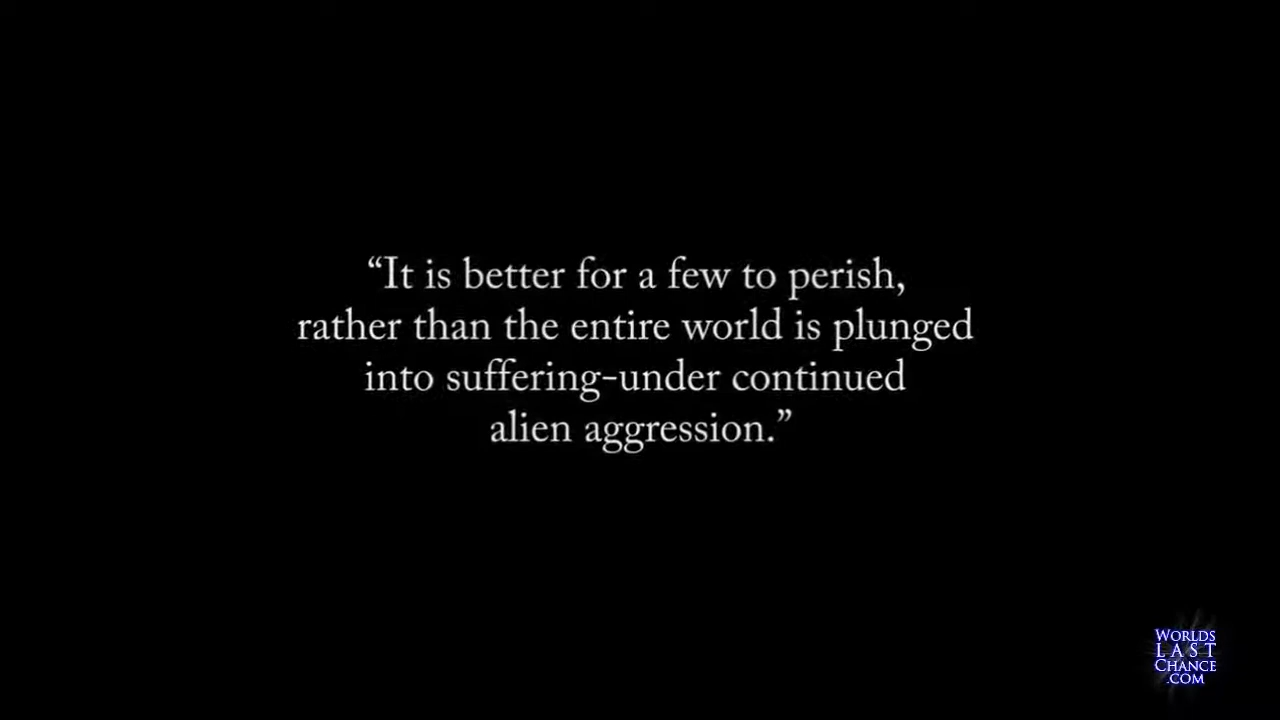 “It is better for a few to perish,
rather than the entire world is plunged
into suffering-under continued
alien aggression.”
WORLDS
LAST
CHANCE
.COM